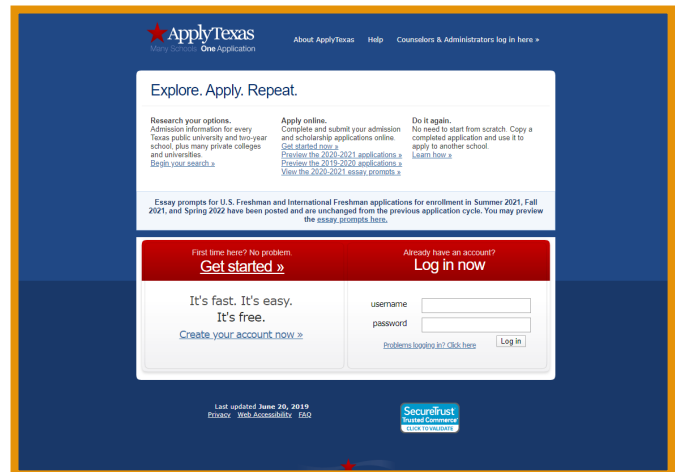 ApplyTexas
Many Schools One Application
About ApplyTexas Help Counselors & Administrators log in here »
Explore. Apply. Repeat.
Research your options.
Admission information for every
Texas public university and two-year
school, plus many private colleges
and universities.
Begin your search »
Apply online.
Complete and submit your admission
and scholarship applications online.
Get started now »
Preview the 2020-2021 applications »
Preview the 2019-2020 applications »
View the 2020-2021 essay prompts »
Do it again.
No need to start from scratch. Copy a
completed application and use it to
apply to another school.
Learn how »
Essay prompts for U.S. Freshman and International Freshman applications for enrollment in Summer 2021, Fall
2021, and Spring 2022 have been posted and are unchanged from the previous application cycle. You may preview
the essay prompts here.
First time here? No problem.
Get started »
It's fast. It's easy.
It's free.
Create your account now »
Already have an account?
Log in now
username
password
Problems logging in? Click here
Log in
Last updated June 20, 2019
Privacy Web Accessibility FAQ
SecureTrust
Trusted Commerce
CLICK TO VALIDATE